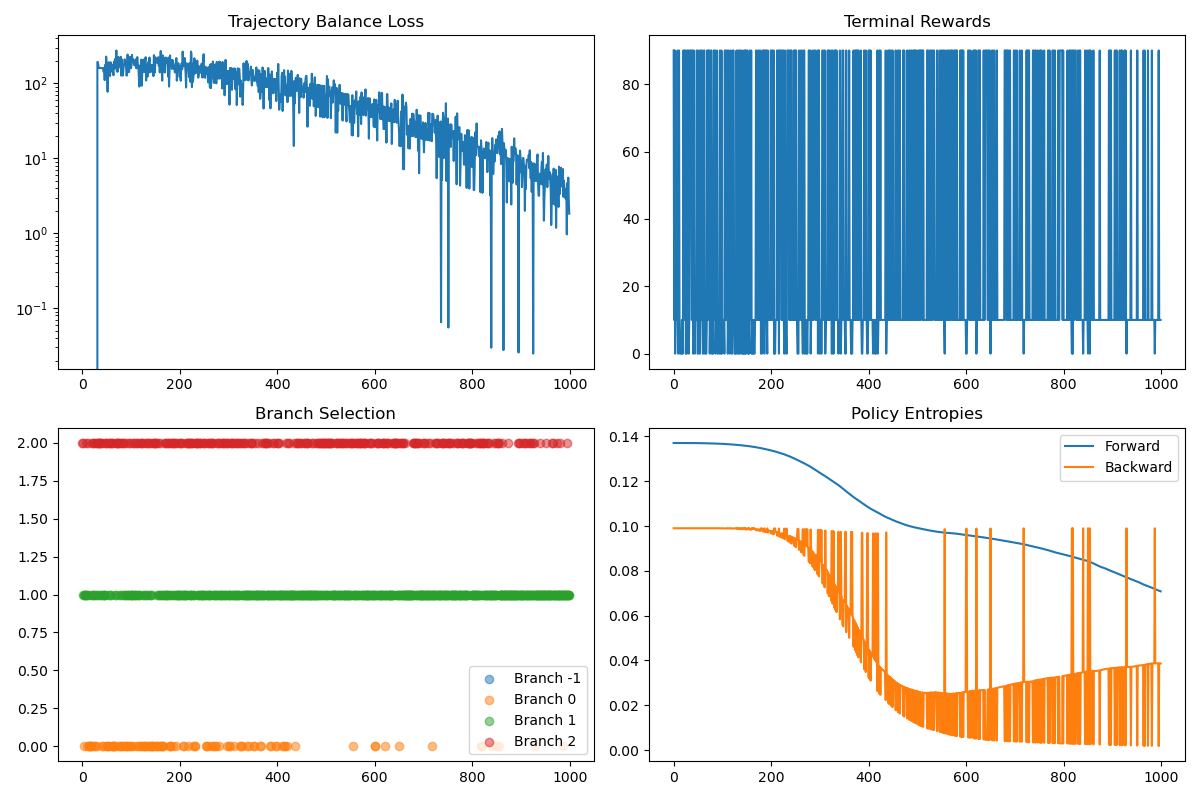 Trajectory Balance Loss
10²
10¹
10⁰
10⁻¹
0 200 400 600 800 1000
Terminal Rewards
80
60
40
20
0
0 200 400 600 800 1000
Branch Selection
2.00
1.75
1.50
1.25
1.00
0.75
0.50
0.25
0.00
Branch -1
Branch 0
Branch 1
Branch 2
0 200 400 600 800 1000
Policy Entropies
0.14
0.12
0.10
0.08
0.06
0.04
0.02
0.00
Forward
Backward
0 200 400 600 800 1000